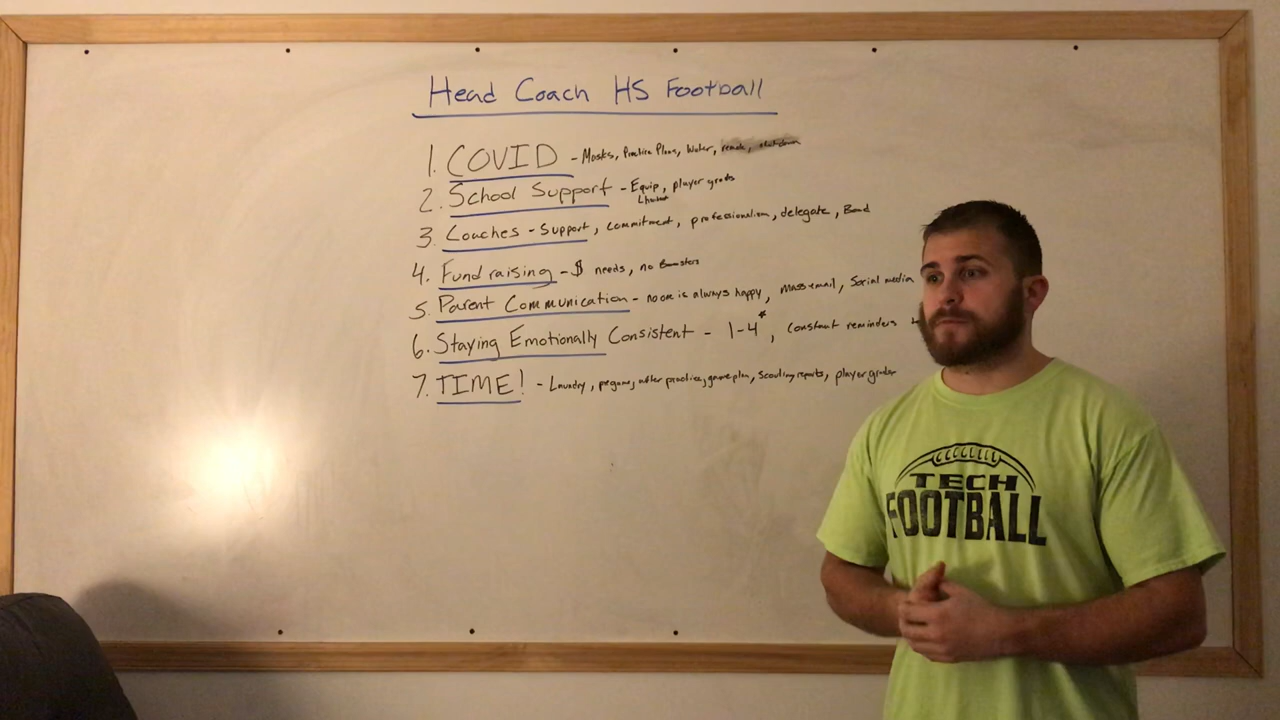 Head Coach HS Football
1. COVID - Masks, Practice Plans, Water,
2. School Support - Equip, player grades
3. Coaches - Support, commitment, professionalism, delegate, Bond
4. Fundraising - $ needs, no Boosters
5. Parent Communication - no one is always happy, mass email, Social media
6. Staying Emotionally Consistent - 1-4*, constant reminders
7. TIME! - Laundry, pregame, after practice, gameplan, scouting reports, player grades
TECH
FOOTBALL